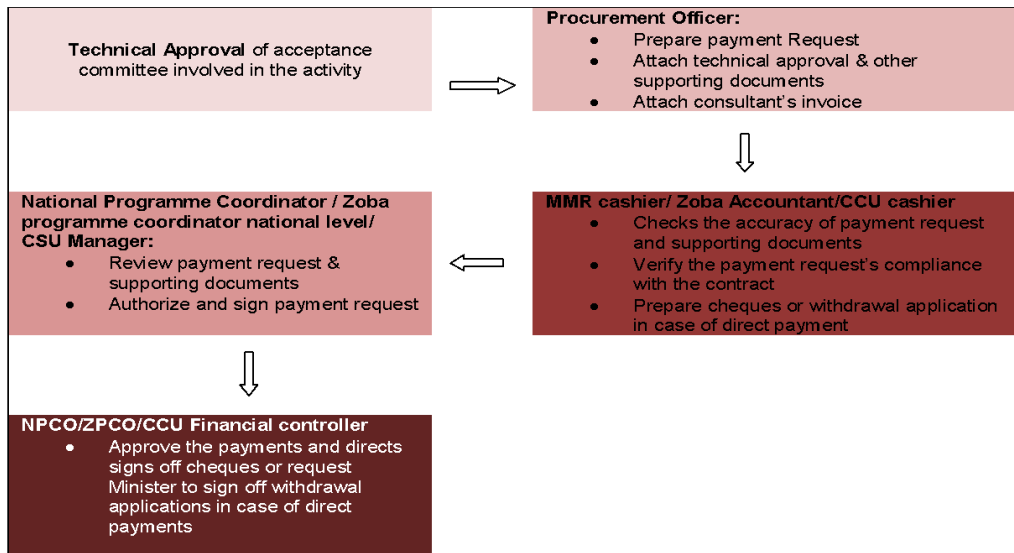 Technical Approval of acceptance
committee involved in the activity
Procurement Officer:
● Prepare payment Request
● Attach technical approval & other
supporting documents
● Attach consultant's invoice
MMR cashier/ Zoba Accountant/CCU cashier
● Checks the accuracy of payment request
and supporting documents
● Verify the payment request's compliance
with the contract
● Prepare cheques or withdrawal application
in case of direct payment
National Programme Coordinator / Zoba
programme coordinator national level/
CSU Manager:
● Review payment request &
supporting documents
● Authorize and sign payment request
NPCO/ZPCO/CCU Financial controller
● Approve the payments and directs
signs off cheques or request
Minister to sign off withdrawal
applications in case of direct
payments